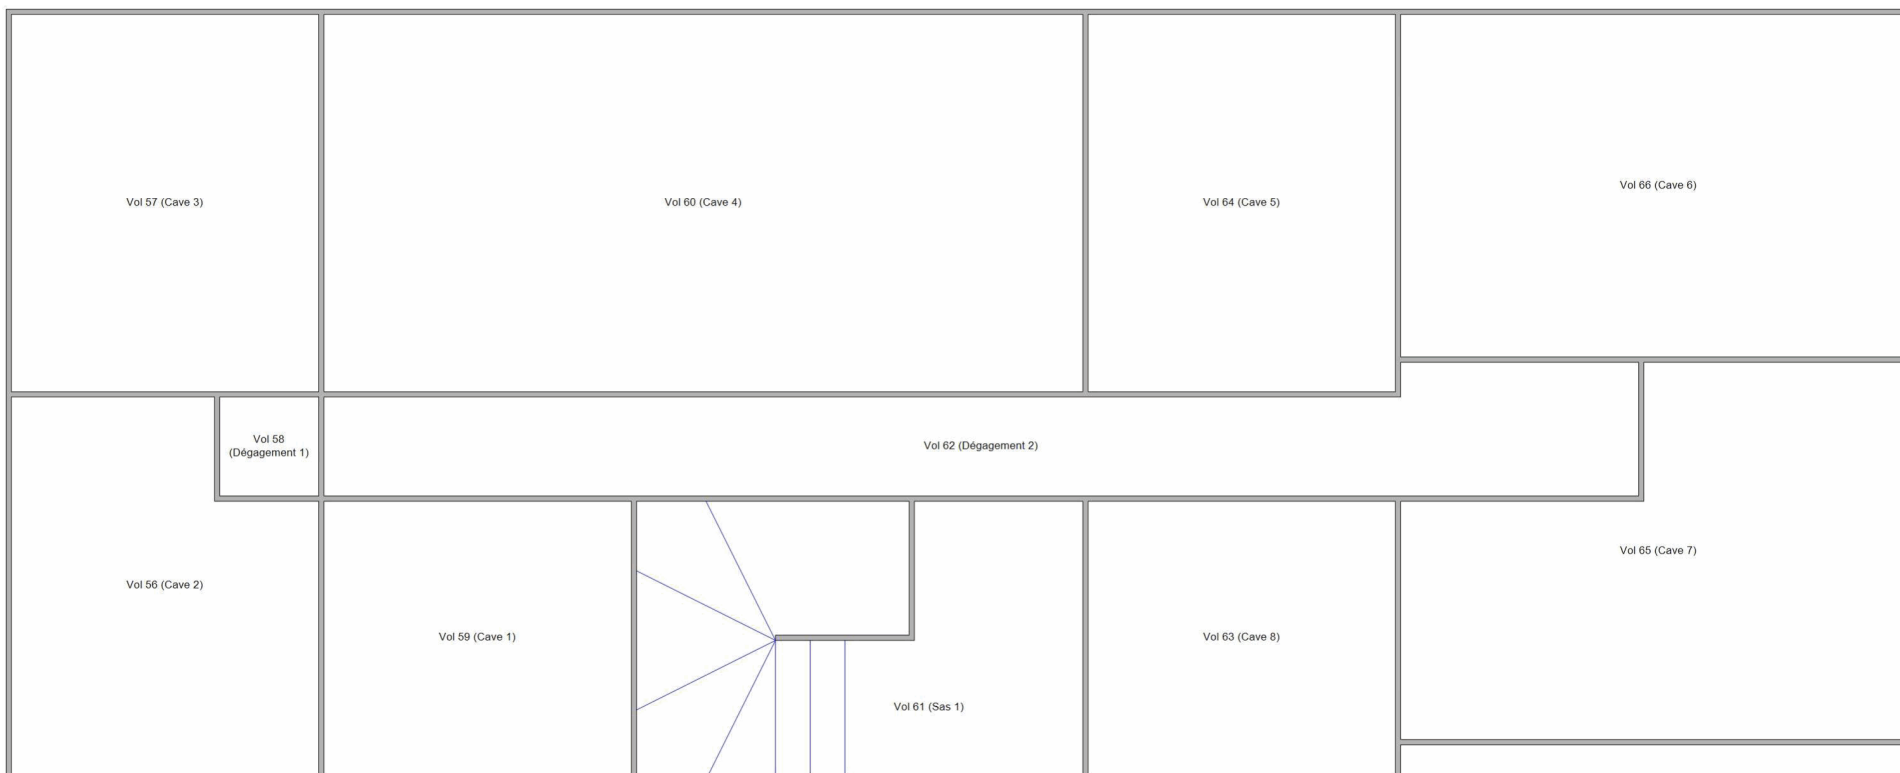 Vol 57 (Cave 3)
Vol 60 (Cave 4)
Vol 64 (Cave 5)
Vol 66 (Cave 6)
Vol 58
(Dégagement 1)
Vol 62 (Dégagement 2)
Vol 56 (Cave 2)
Vol 59 (Cave 1)
Vol 61 (Sas 1)
Vol 63 (Cave 8)
Vol 65 (Cave 7)